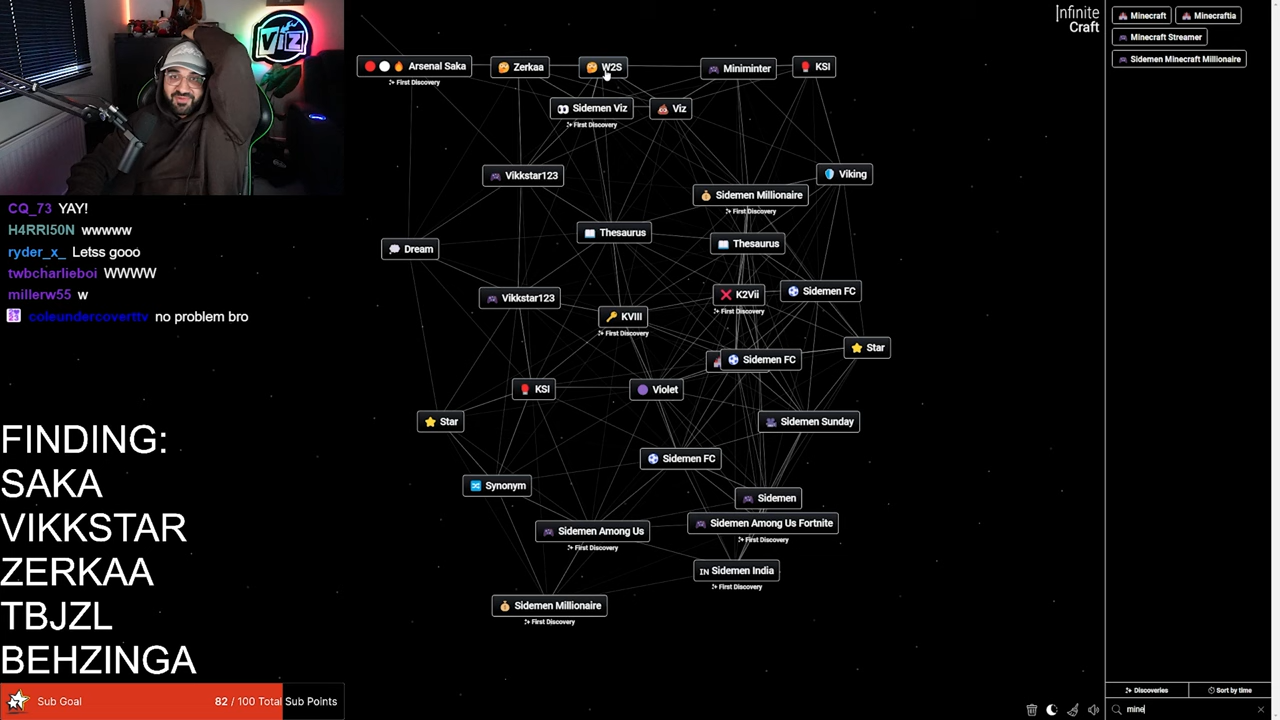 ViZ
CQ_73 YAY!
H4RRI50N wwwww
ryder_x_ Letss gooo
twbcharlieboi WWWW
millerw55 w
coleundercoverttv no problem bro
FINDING:
SAKA
VIKKSTAR
ZERKAA
TBJZL
BEHZINGA
Sub Goal 82 / 100 Total Sub Points
Arsenal Saka
First Discovery
Zerkaa
W2S
Miniminter
KSI
Sidemen Viz
First Discovery
Viz
Vikkstar123
Viking
Sidemen Millionaire
First Discovery
Thesaurus
Thesaurus
Dream
K2Vii
First Discovery
Sidemen FC
Vikkstar123
KVIII
First Discovery
Star
Sidemen FC
KSI
Violet
Star
Sidemen Sunday
Sidemen FC
Synonym
Sidemen
Sidemen Among Us
First Discovery
Sidemen Among Us Fortnite
First Discovery
IN Sidemen India
First Discovery
Sidemen Millionaire
First Discovery
Infinite
Craft
Minecraft
Minecraftia
Minecraft Streamer
Sidemen Minecraft Millionaire
Discoveries
Sort by time
mine